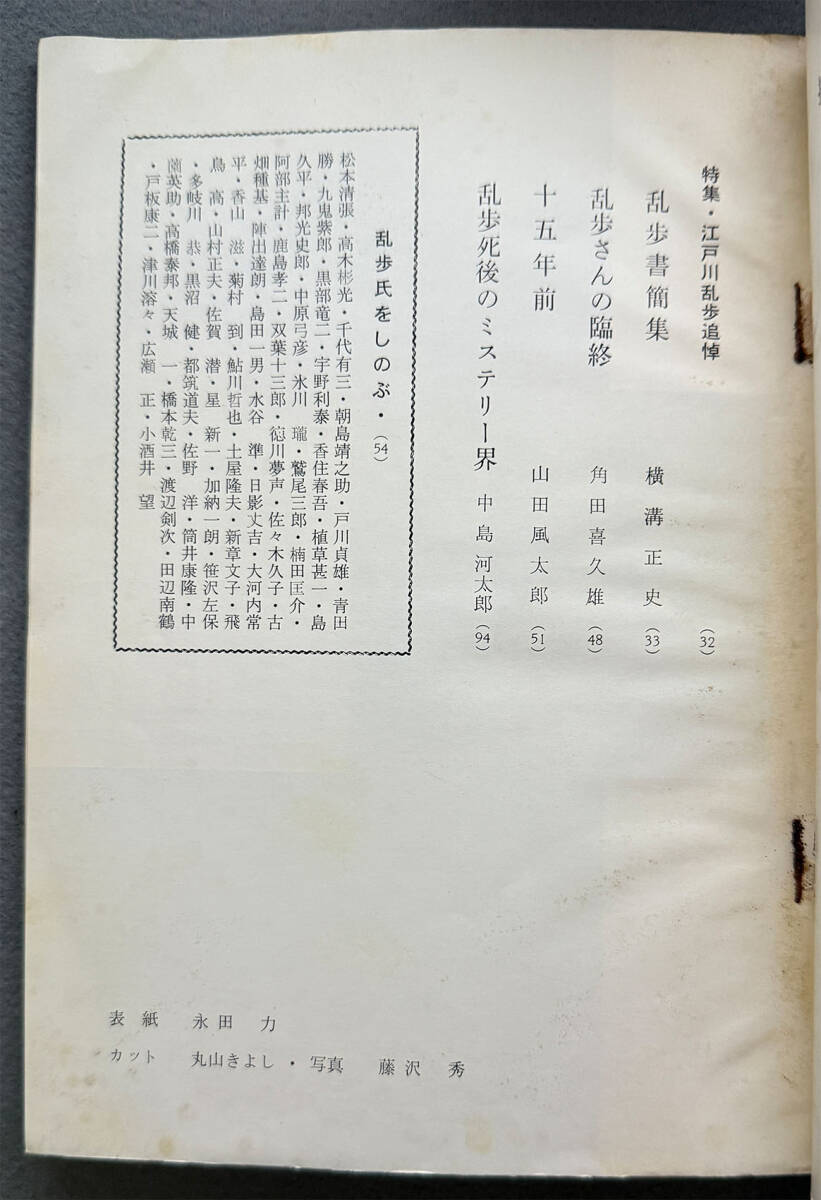 特集・江戸川乱歩追悼 (32)
乱歩書簡集 横溝正史 (33)
乱歩さんの臨終 角田喜久雄 (48)
十五年前 山田風太郎 (51)
乱歩死後のミステリー界 中島河太郎 (94)
乱歩氏をしのぶ・ (54)
松本清張・高木彬光・千代有三・朝島靖之助・戸川貞雄・青田
勝・九鬼紫郎・黒部竜二・宇野利泰・香住春吾・植草甚一・島
久平・邦光史郎・中原弓彦・氷川 瓏・鷲尾三郎・楠田匡介・
阿部主計・鹿島孝二・双葉十三郎・徳川夢声・佐々木久子・古
畑種基・陣出達朗・島田一男・水谷 準・日影丈吉・大河内常
平・香山 滋・菊村 到・鮎川哲也・土屋隆夫・新章文子・飛
鳥 高・山村正夫・佐賀 潜・星 新一・加納一朗・笹沢左保
・多岐川 恭・黒沼 健・都筑道夫・佐野 洋・筒井康隆・中
薗英助・高橋泰邦・天城 一・橋本乾三・渡辺剣次・田辺南鶴
・戸板康二・津川溶々・広瀬 正・小酒井 望
表紙 永田 力
カット 丸山きよし・写真 藤沢 秀